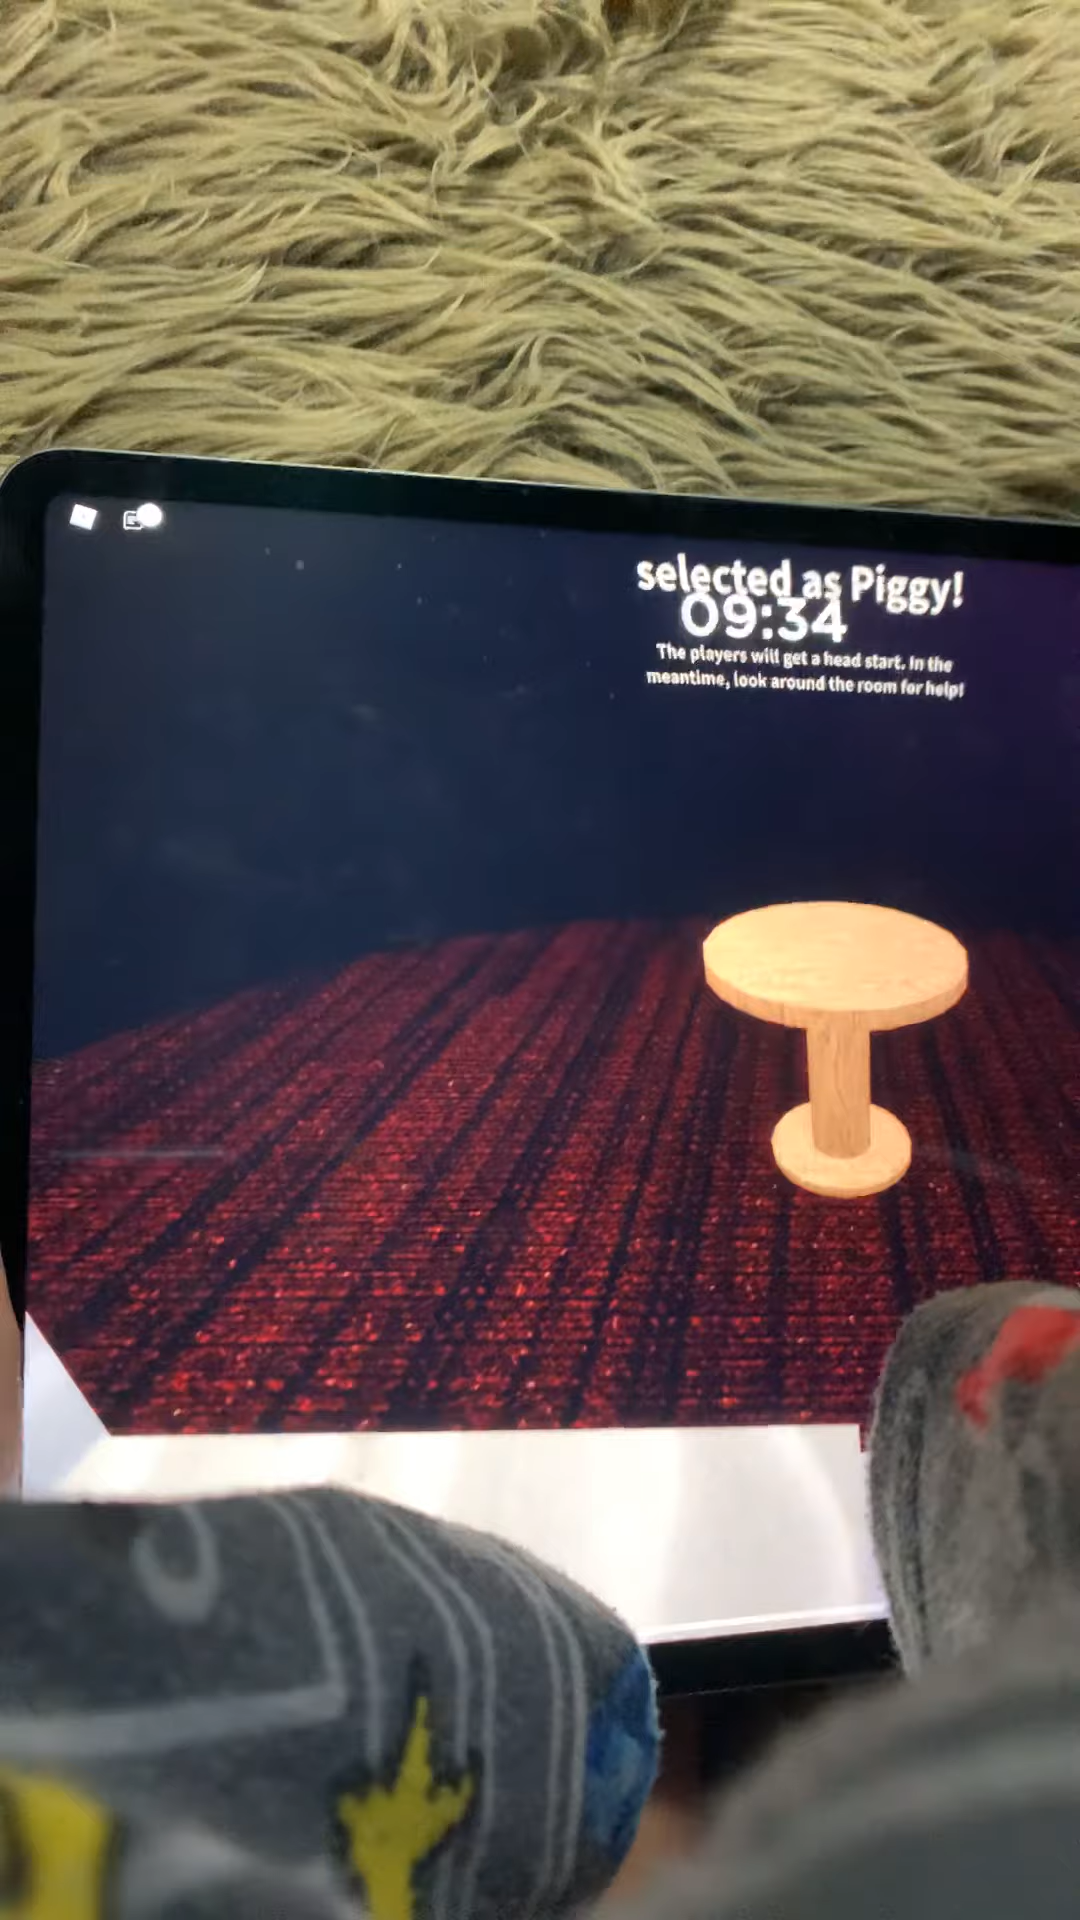 selected as Piggy!
09:34
The players will get a head start. In the
meantime, look around the room for help!